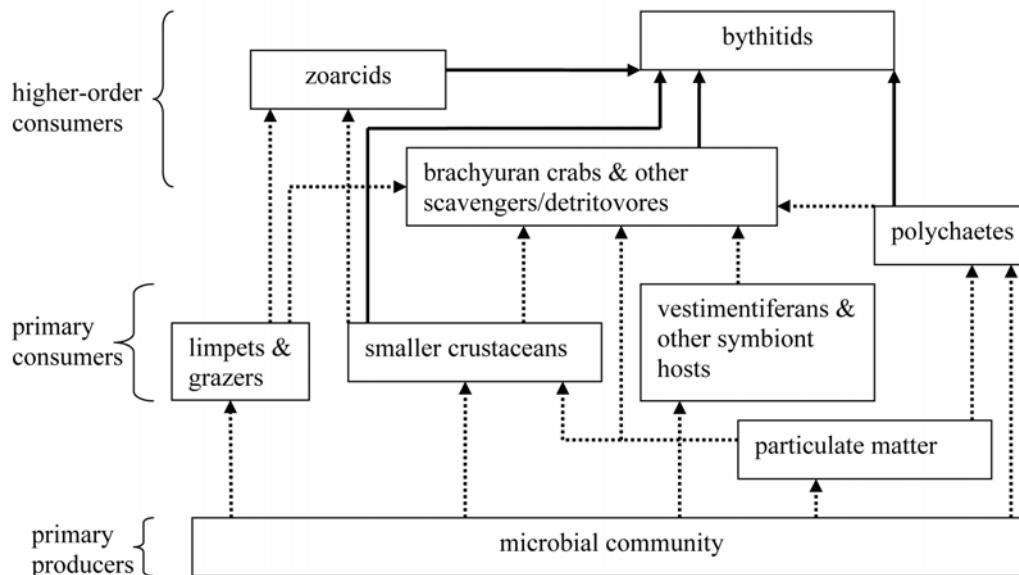 bythitids
zoarcids
higher-order
consumers
brachyuran crabs & other
scavengers/detritovores
polychaetes
primary
consumers
limpets &
grazers
smaller crustaceans
vestimentiferans &
other symbiont
hosts
particulate matter
primary
producers
microbial community